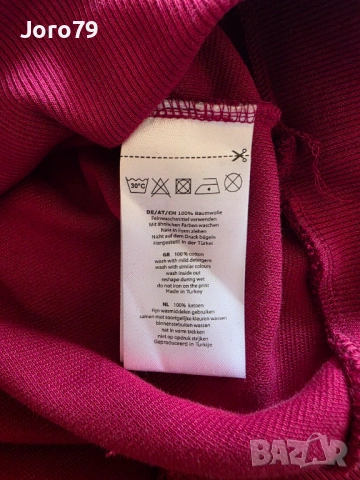 Joro79
30°C
DE/AT/CH 100% Baumwolle
Feinwaschmittel verwenden
Mit ähnlichen Farben waschen
Nass in Form ziehen
Nicht auf dem Druck bügeln
Hergestellt in der Türkei
GB 100% cotton
wash with mild detergent
wash with similar colours
wash inside out
reshape during wet
do not iron on the print
Made in Turkey
NL 100% katoen
fijn wasmiddelen gebruiken
samen met soortgelijke kleuren wassen
binnenstebuiten wassen
nat in vorm trekken
niet op opdruk strijken
Geproduceerd in Turkije
BAZAR